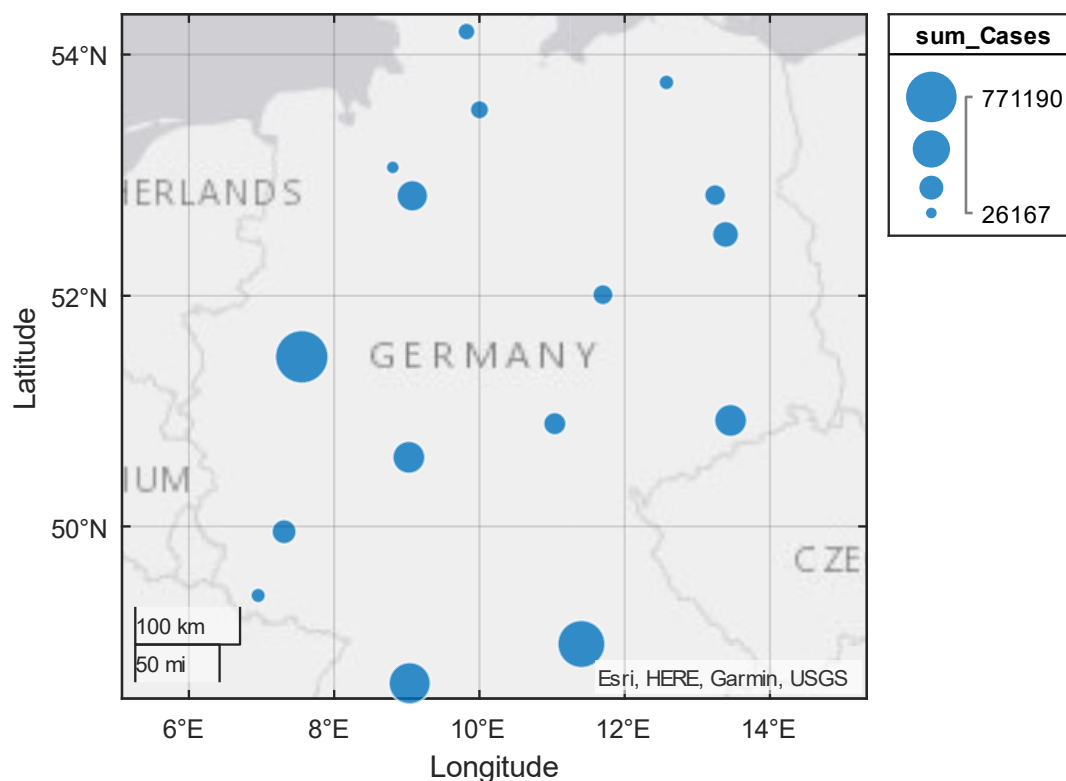 54°N
52°N
50°N
Latitude
HERLANDS
GERMANY
IUM
CZE
100 km
50 mi
Esri, HERE, Garmin, USGS
6°E
8°E
10°E
12°E
14°E
Longitude
sum_Cases
771190
26167